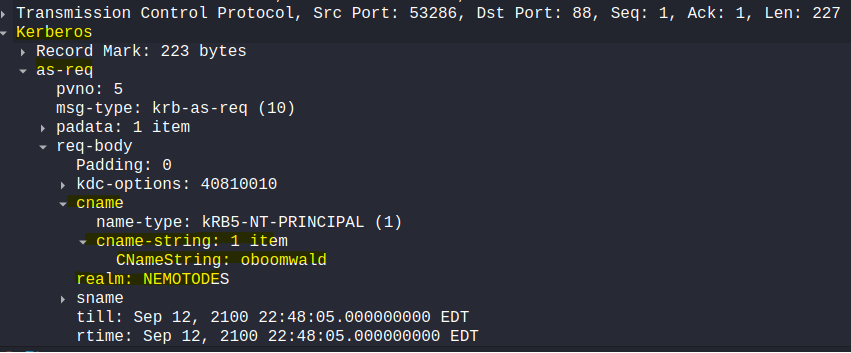 Transmission Control Protocol, Src Port: 53286, Dst Port: 88, Seq: 1, Ack: 1, Len: 227
Kerberos
Record Mark: 223 bytes
as-req
pvno: 5
msg-type: krb-as-req (10)
padata: 1 item
req-body
Padding: 0
kdc-options: 40810010
cname
name-type: kRB5-NT-PRINCIPAL (1)
cname-string: 1 item
CNameString: oboomwald
realm: NEMOTODES
sname
till: Sep 12, 2100 22:48:05.000000000 EDT
rtime: Sep 12, 2100 22:48:05.000000000 EDT